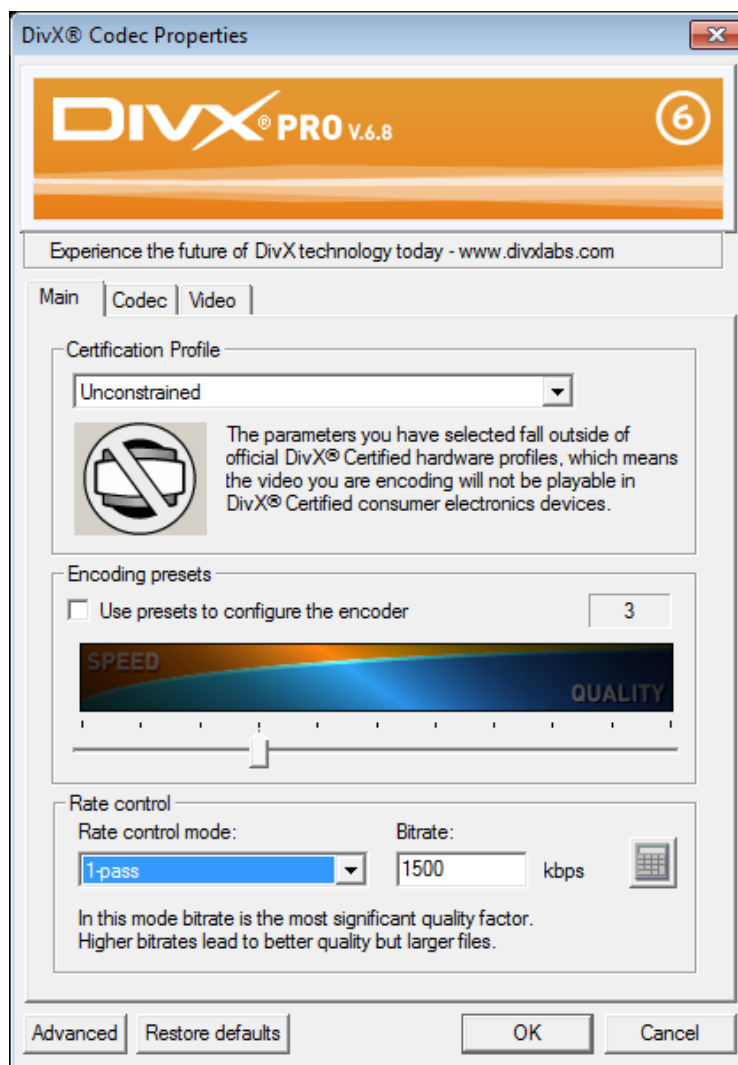 DivX® Codec Properties
DIVX® PRO V.6.8
6
Experience the future of DivX technology today - www.divxlabs.com
Main Codec Video
Certification Profile
Unconstrained
The parameters you have selected fall outside of
official DivX® Certified hardware profiles, which means
the video you are encoding will not be playable in
DivX® Certified consumer electronics devices.
Encoding presets
Use presets to configure the encoder 3
SPEED
QUALITY
Rate control
Rate control mode: Bitrate:
1-pass 1500 kbps
In this mode bitrate is the most significant quality factor.
Higher bitrates lead to better quality but larger files.
Advanced Restore defaults OK Cancel